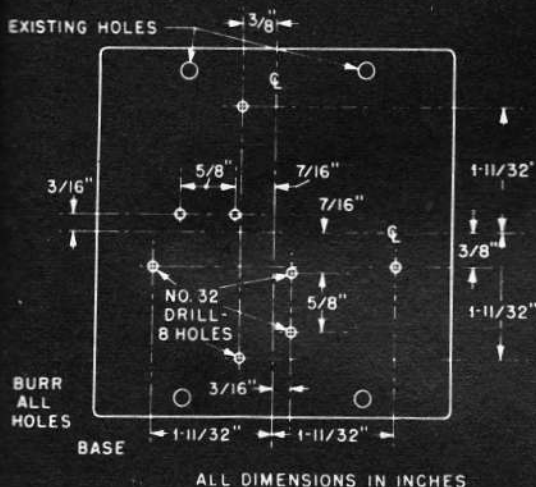 3/8"
EXISTING HOLES
℄
5/8"
7/16"
1-11/32"
3/16"
7/16"
℄
3/8"
NO. 32
DRILL-
8 HOLES
5/8"
1-11/32"
3/16"
BURR
ALL
HOLES
1-11/32"
1-11/32"
BASE
ALL DIMENSIONS IN INCHES